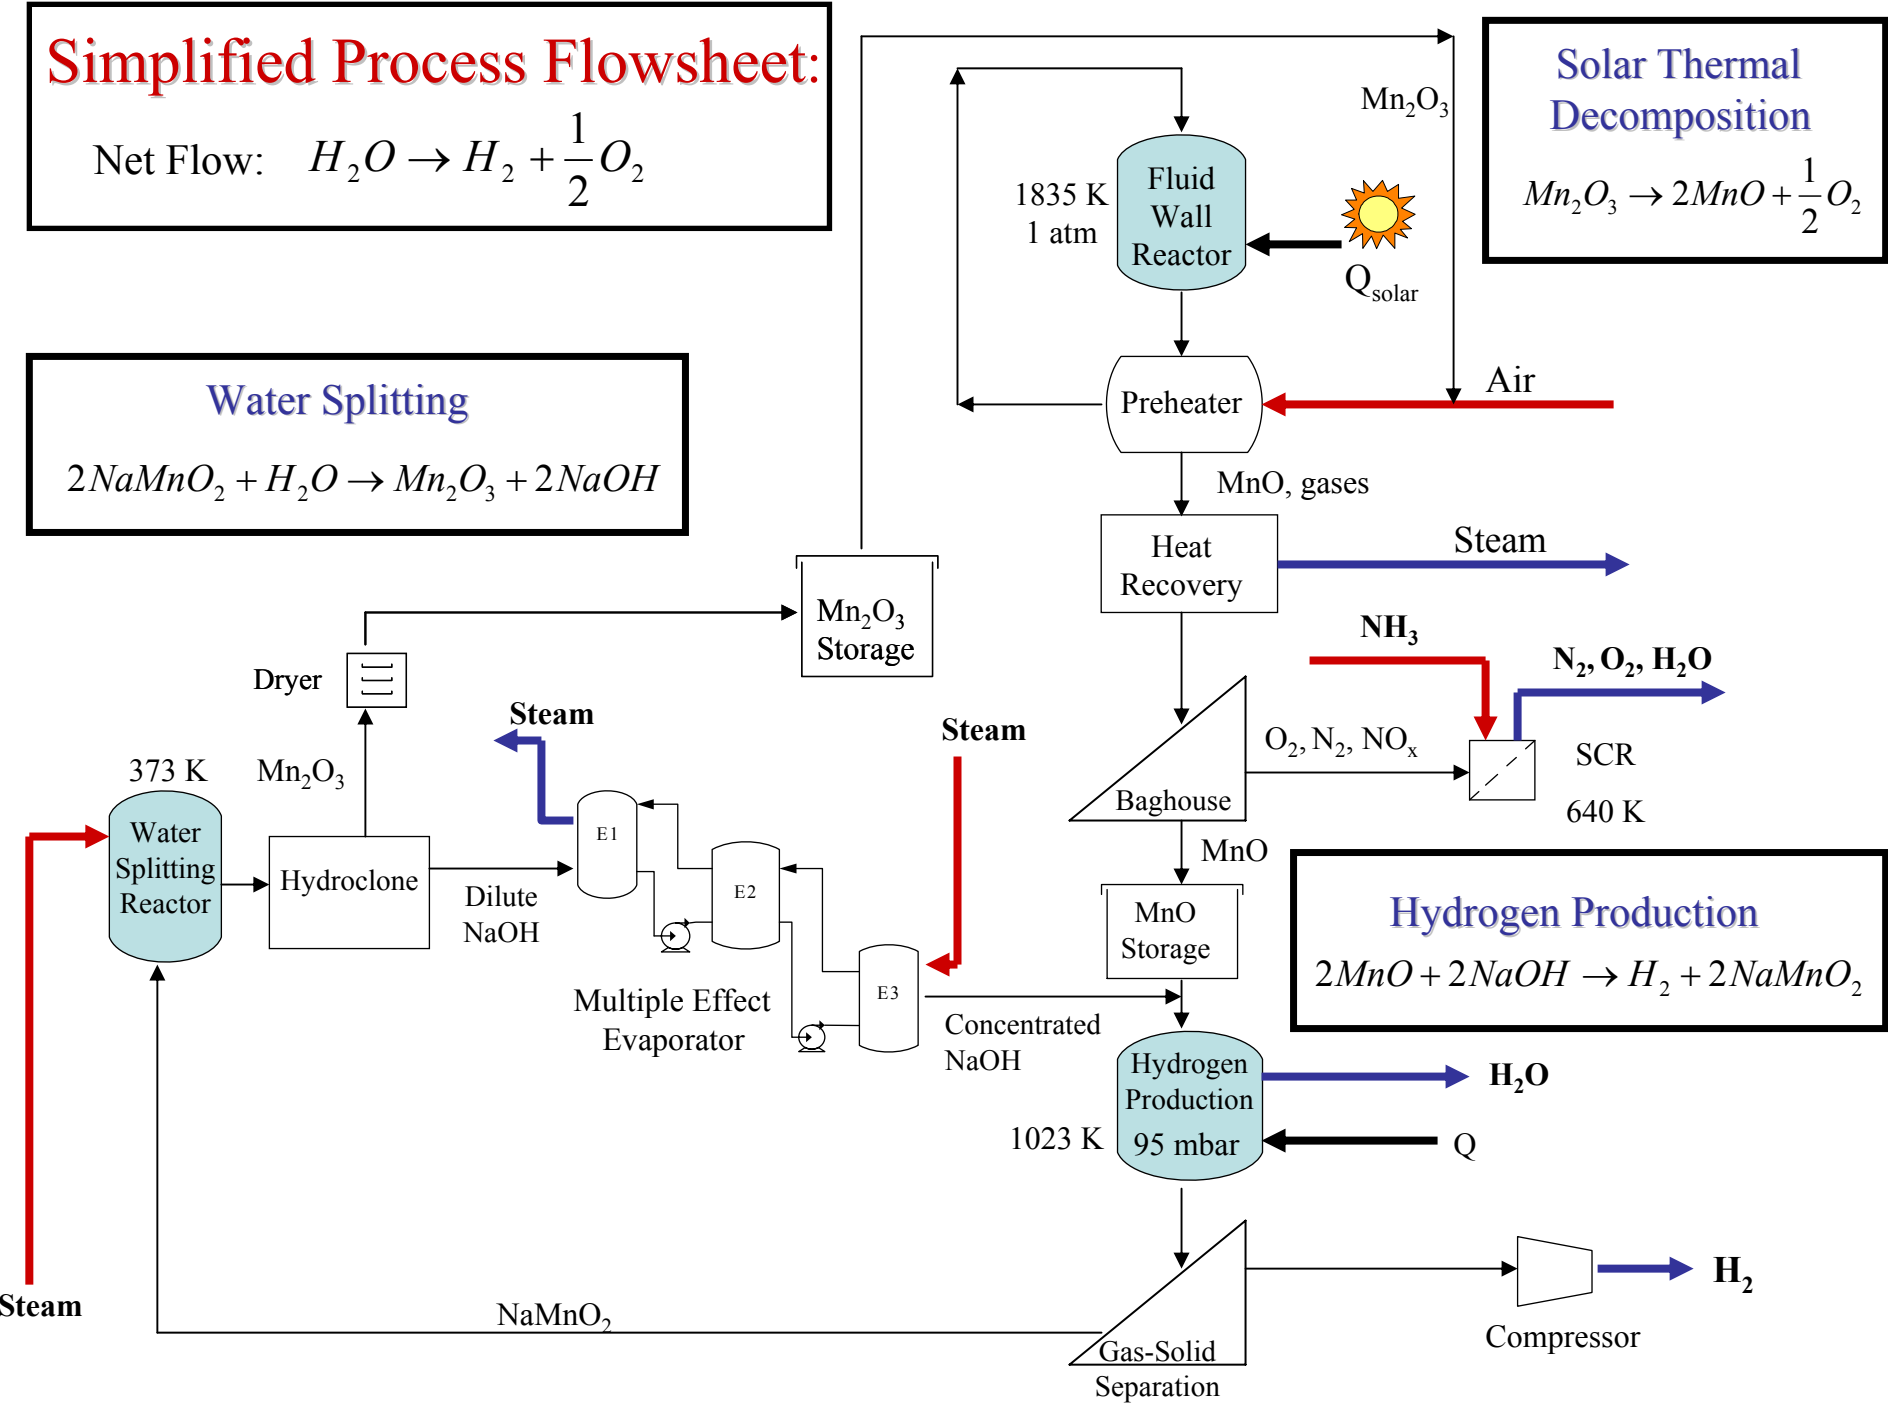 Simplified Process Flowsheet:
Net Flow: H₂O → H₂ + 1/2 O₂
Solar Thermal
Decomposition
Mn₂O₃ → 2MnO + 1/2 O₂
Mn₂O₃
Fluid
Wall
Reactor
1835 K
1 atm
Qsolar
Water Splitting
2NaMnO₂ + H₂O → Mn₂O₃ + 2NaOH
Preheater
Air
MnO, gases
Heat
Recovery
Steam
Mn₂O₃
Storage
Dryer
NH₃
N₂, O₂, H₂O
Steam
Steam
O₂, N₂, NOₓ
SCR
640 K
Baghouse
373 K
Mn₂O₃
Water
Splitting
Reactor
Hydroclone
Dilute
NaOH
E1
E2
E3
Multiple Effect
Evaporator
MnO
MnO
Storage
Hydrogen Production
2MnO + 2NaOH → H₂ + 2NaMnO₂
Concentrated
NaOH
Hydrogen
Production
95 mbar
1023 K
H₂O
Q
Steam
NaMnO₂
Gas-Solid
Separation
Compressor
H₂